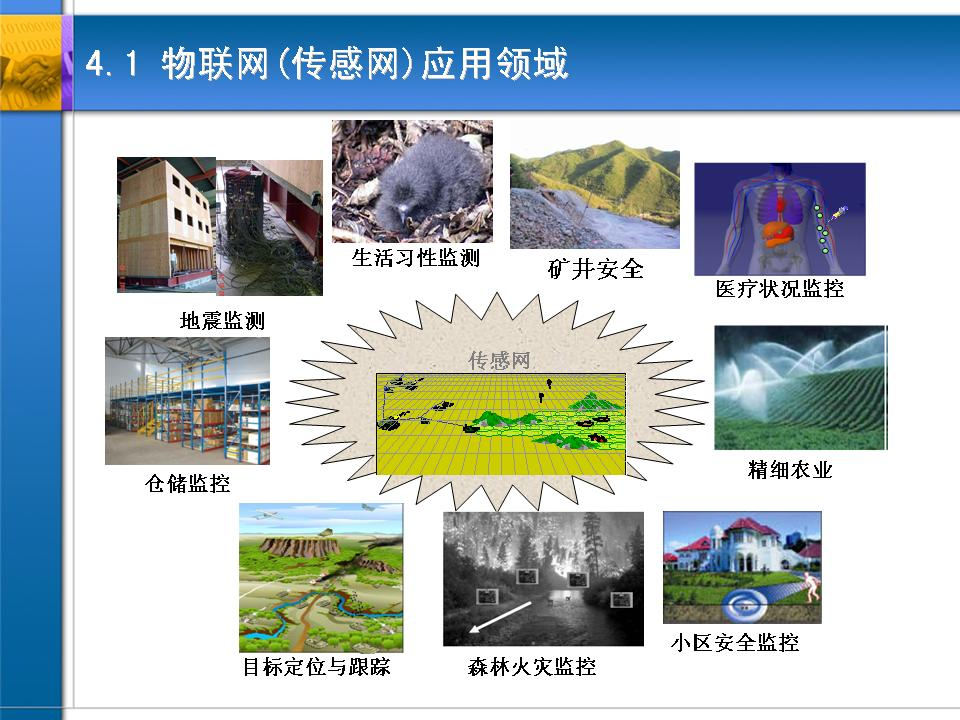 4.1 物联网(传感网)应用领域
生活习性监测
矿井安全
医疗状况监控
地震监测
传感网
仓储监控
精细农业
小区安全监控
目标定位与跟踪
森林火灾监控